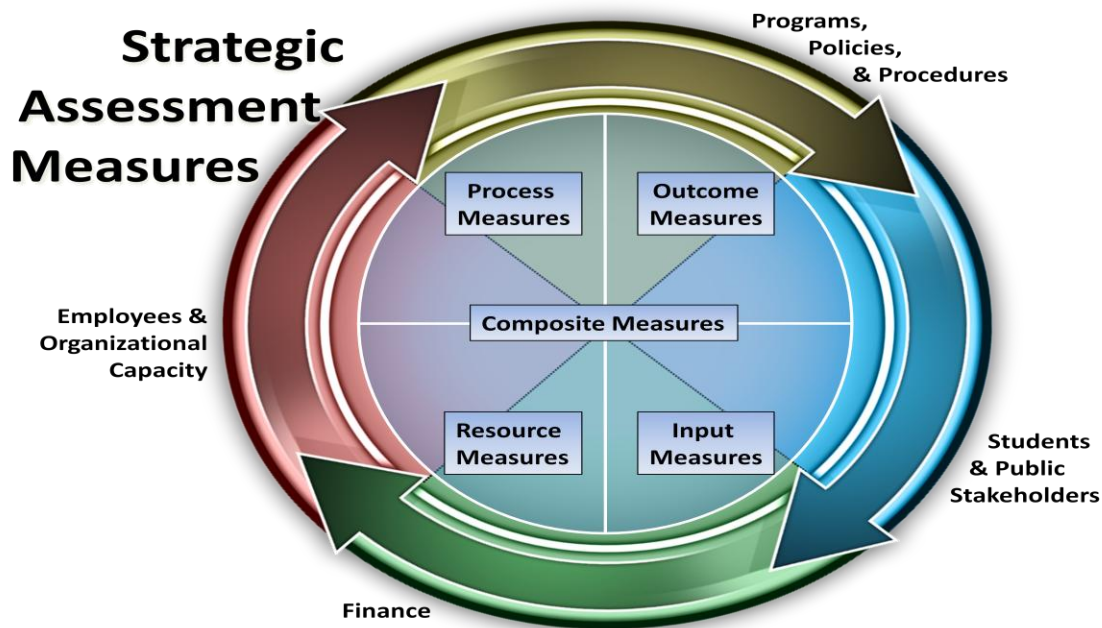 Strategic
Assessment
Measures
Programs,
Policies,
& Procedures
Process
Measures
Outcome
Measures
Composite Measures
Employees &
Organizational
Capacity
Resource
Measures
Input
Measures
Students
& Public
Stakeholders
Finance